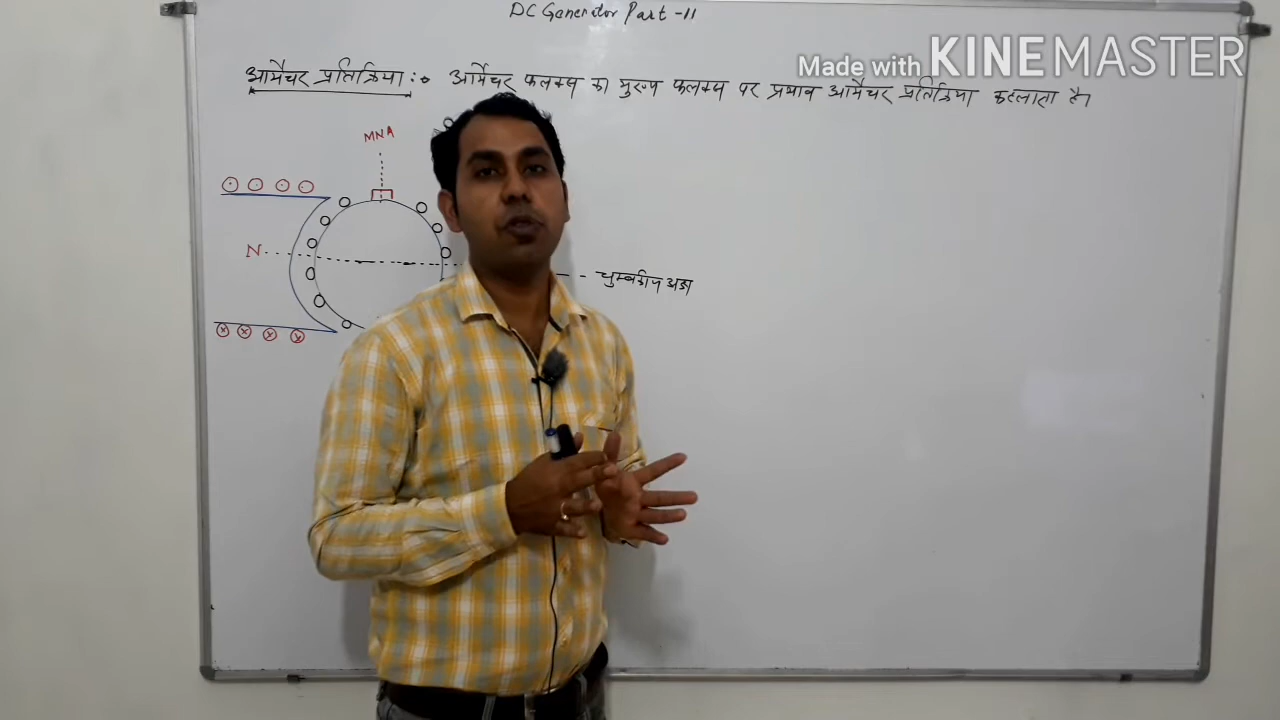 DC Generator Part -11
Made with KINEMASTER
आर्मेचर प्रतिक्रिया :- आर्मेचर फलक्स का मुख्य फलक्स पर प्रभाव आर्मेचर प्रतिक्रिया कहलाता है।
MNA
N
चुम्बकीय अक्ष